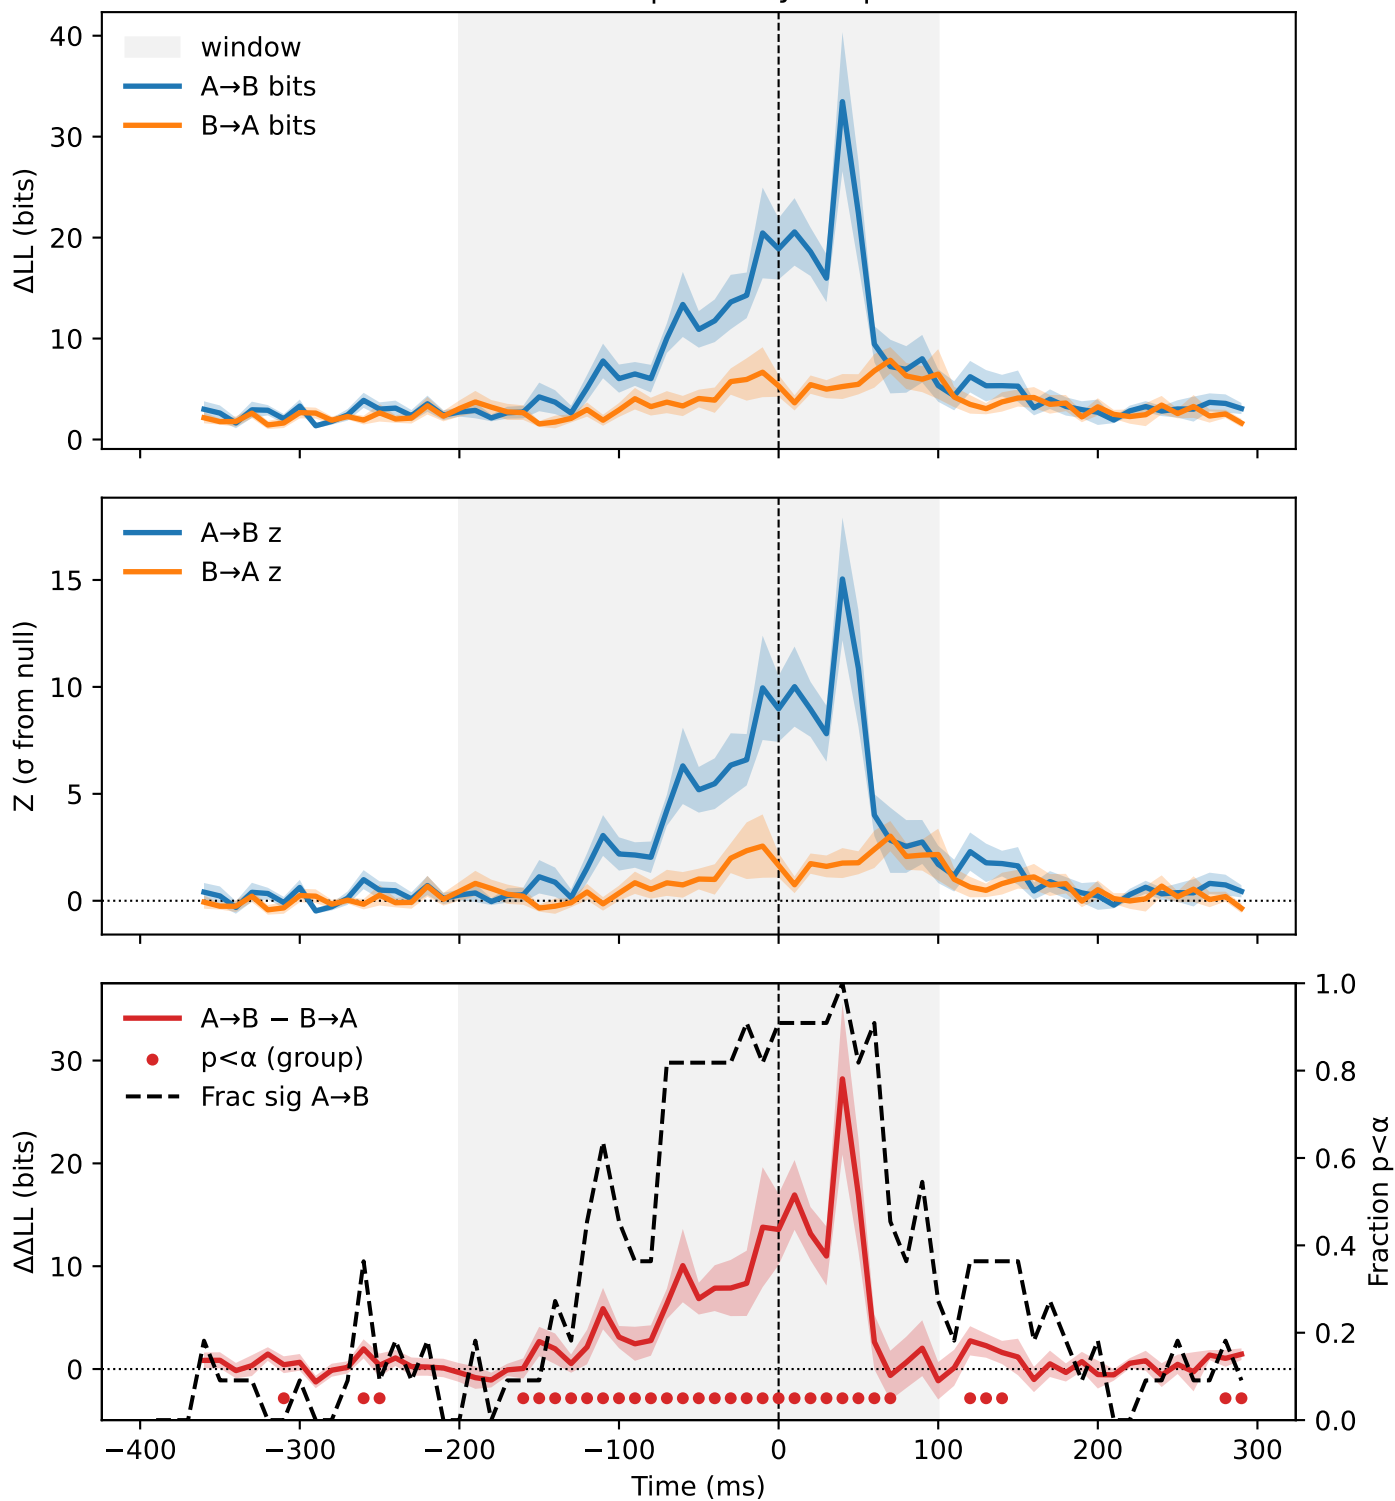 40
30
20
10
0
ΔLL (bits)
window
A→B bits
B→A bits
15
10
5
0
Z (σ from null)
A→B z
B→A z
30
20
10
0
ΔΔLL (bits)
A→B − B→A
p<α (group)
Frac sig A→B
1.0
0.8
0.6
0.4
0.2
0.0
Fraction p<α
−400 −300 −200 −100 0 100 200 300
Time (ms)